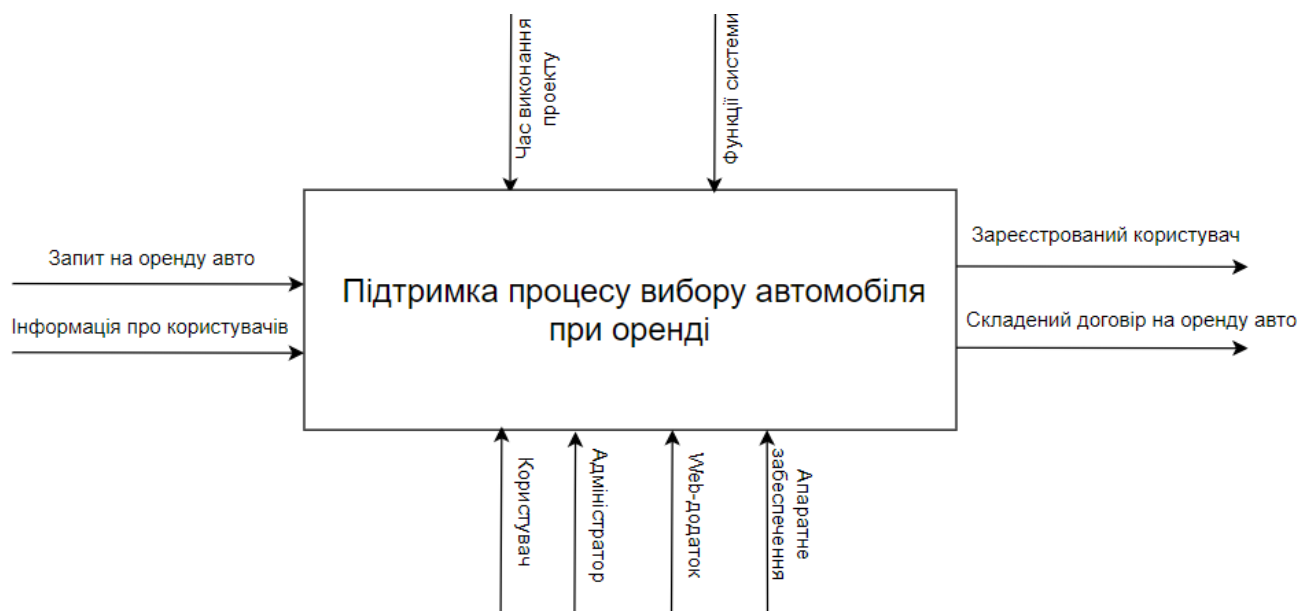 Час виконання
проекту
Функції системи
Запит на оренду авто
Інформація про користувачів
Підтримка процесу вибору автомобіля
при оренді
Зареєстрований користувач
Складений договір на оренду авто
Користувач
Адміністратор
Web-додаток
Апаратне
забеспечення